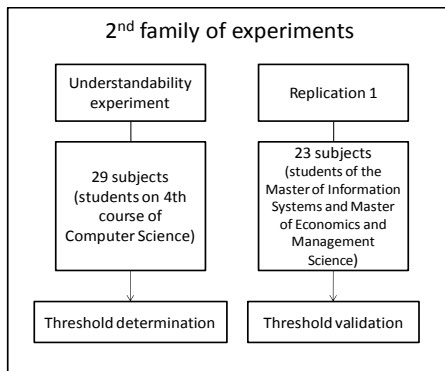 2nd family of experiments
Understandability
experiment
29 subjects
(students on 4th
course of
Computer Science)
Threshold determination
Replication 1
23 subjects
(students of the
Master of Information
Systems and Master
of Economics and
Management
Science)
Threshold validation